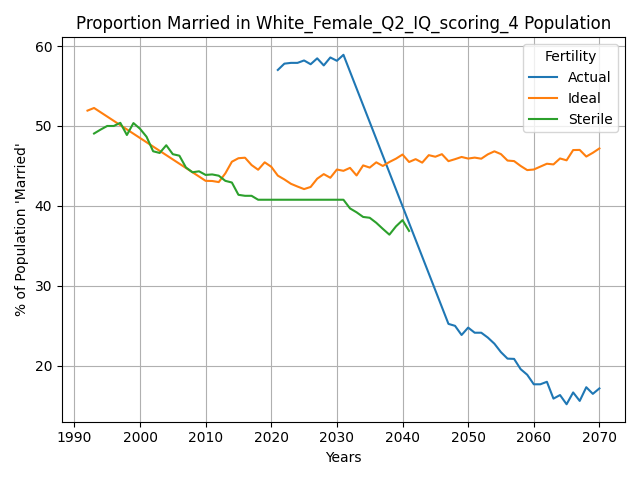 Proportion Married in White_Female_Q2_IQ_scoring_4 Population
Fertility
Actual
Ideal
Sterile
% of Population 'Married'
60
50
40
30
20
1990 2000 2010 2020 2030 2040 2050 2060 2070
Years